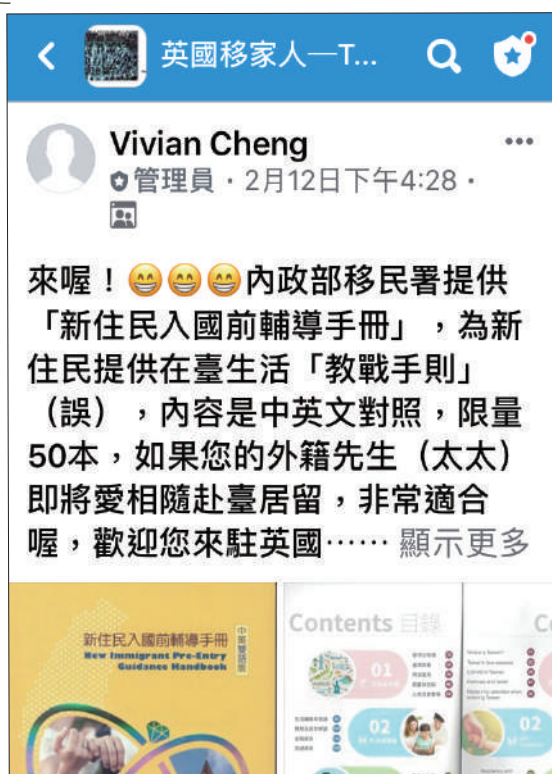 英國移家人—T...
Vivian Cheng
管理員・2月12日下午4:28・
來喔！😁😁😁內政部移民署提供
「新住民入國前輔導手冊」，為新
住民提供在臺生活「教戰手則」
（誤），內容是中英文對照，限量
50本，如果您的外籍先生（太太）
即將愛相隨赴臺居留，非常適合
喔，歡迎您來駐英國⋯⋯ 顯示更多
新住民入國前輔導手冊
中英雙語版
New Immigrant Pre-Entry
Guidance Handbook
Contents 目錄
01
02
Co
02